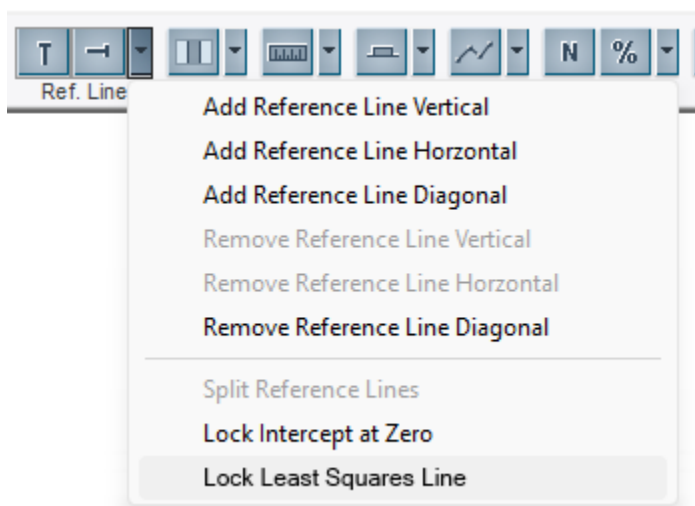 T
N %
Ref. Line
Add Reference Line Vertical
Add Reference Line Horzontal
Add Reference Line Diagonal
Remove Reference Line Vertical
Remove Reference Line Horzontal
Remove Reference Line Diagonal
Split Reference Lines
Lock Intercept at Zero
Lock Least Squares Line